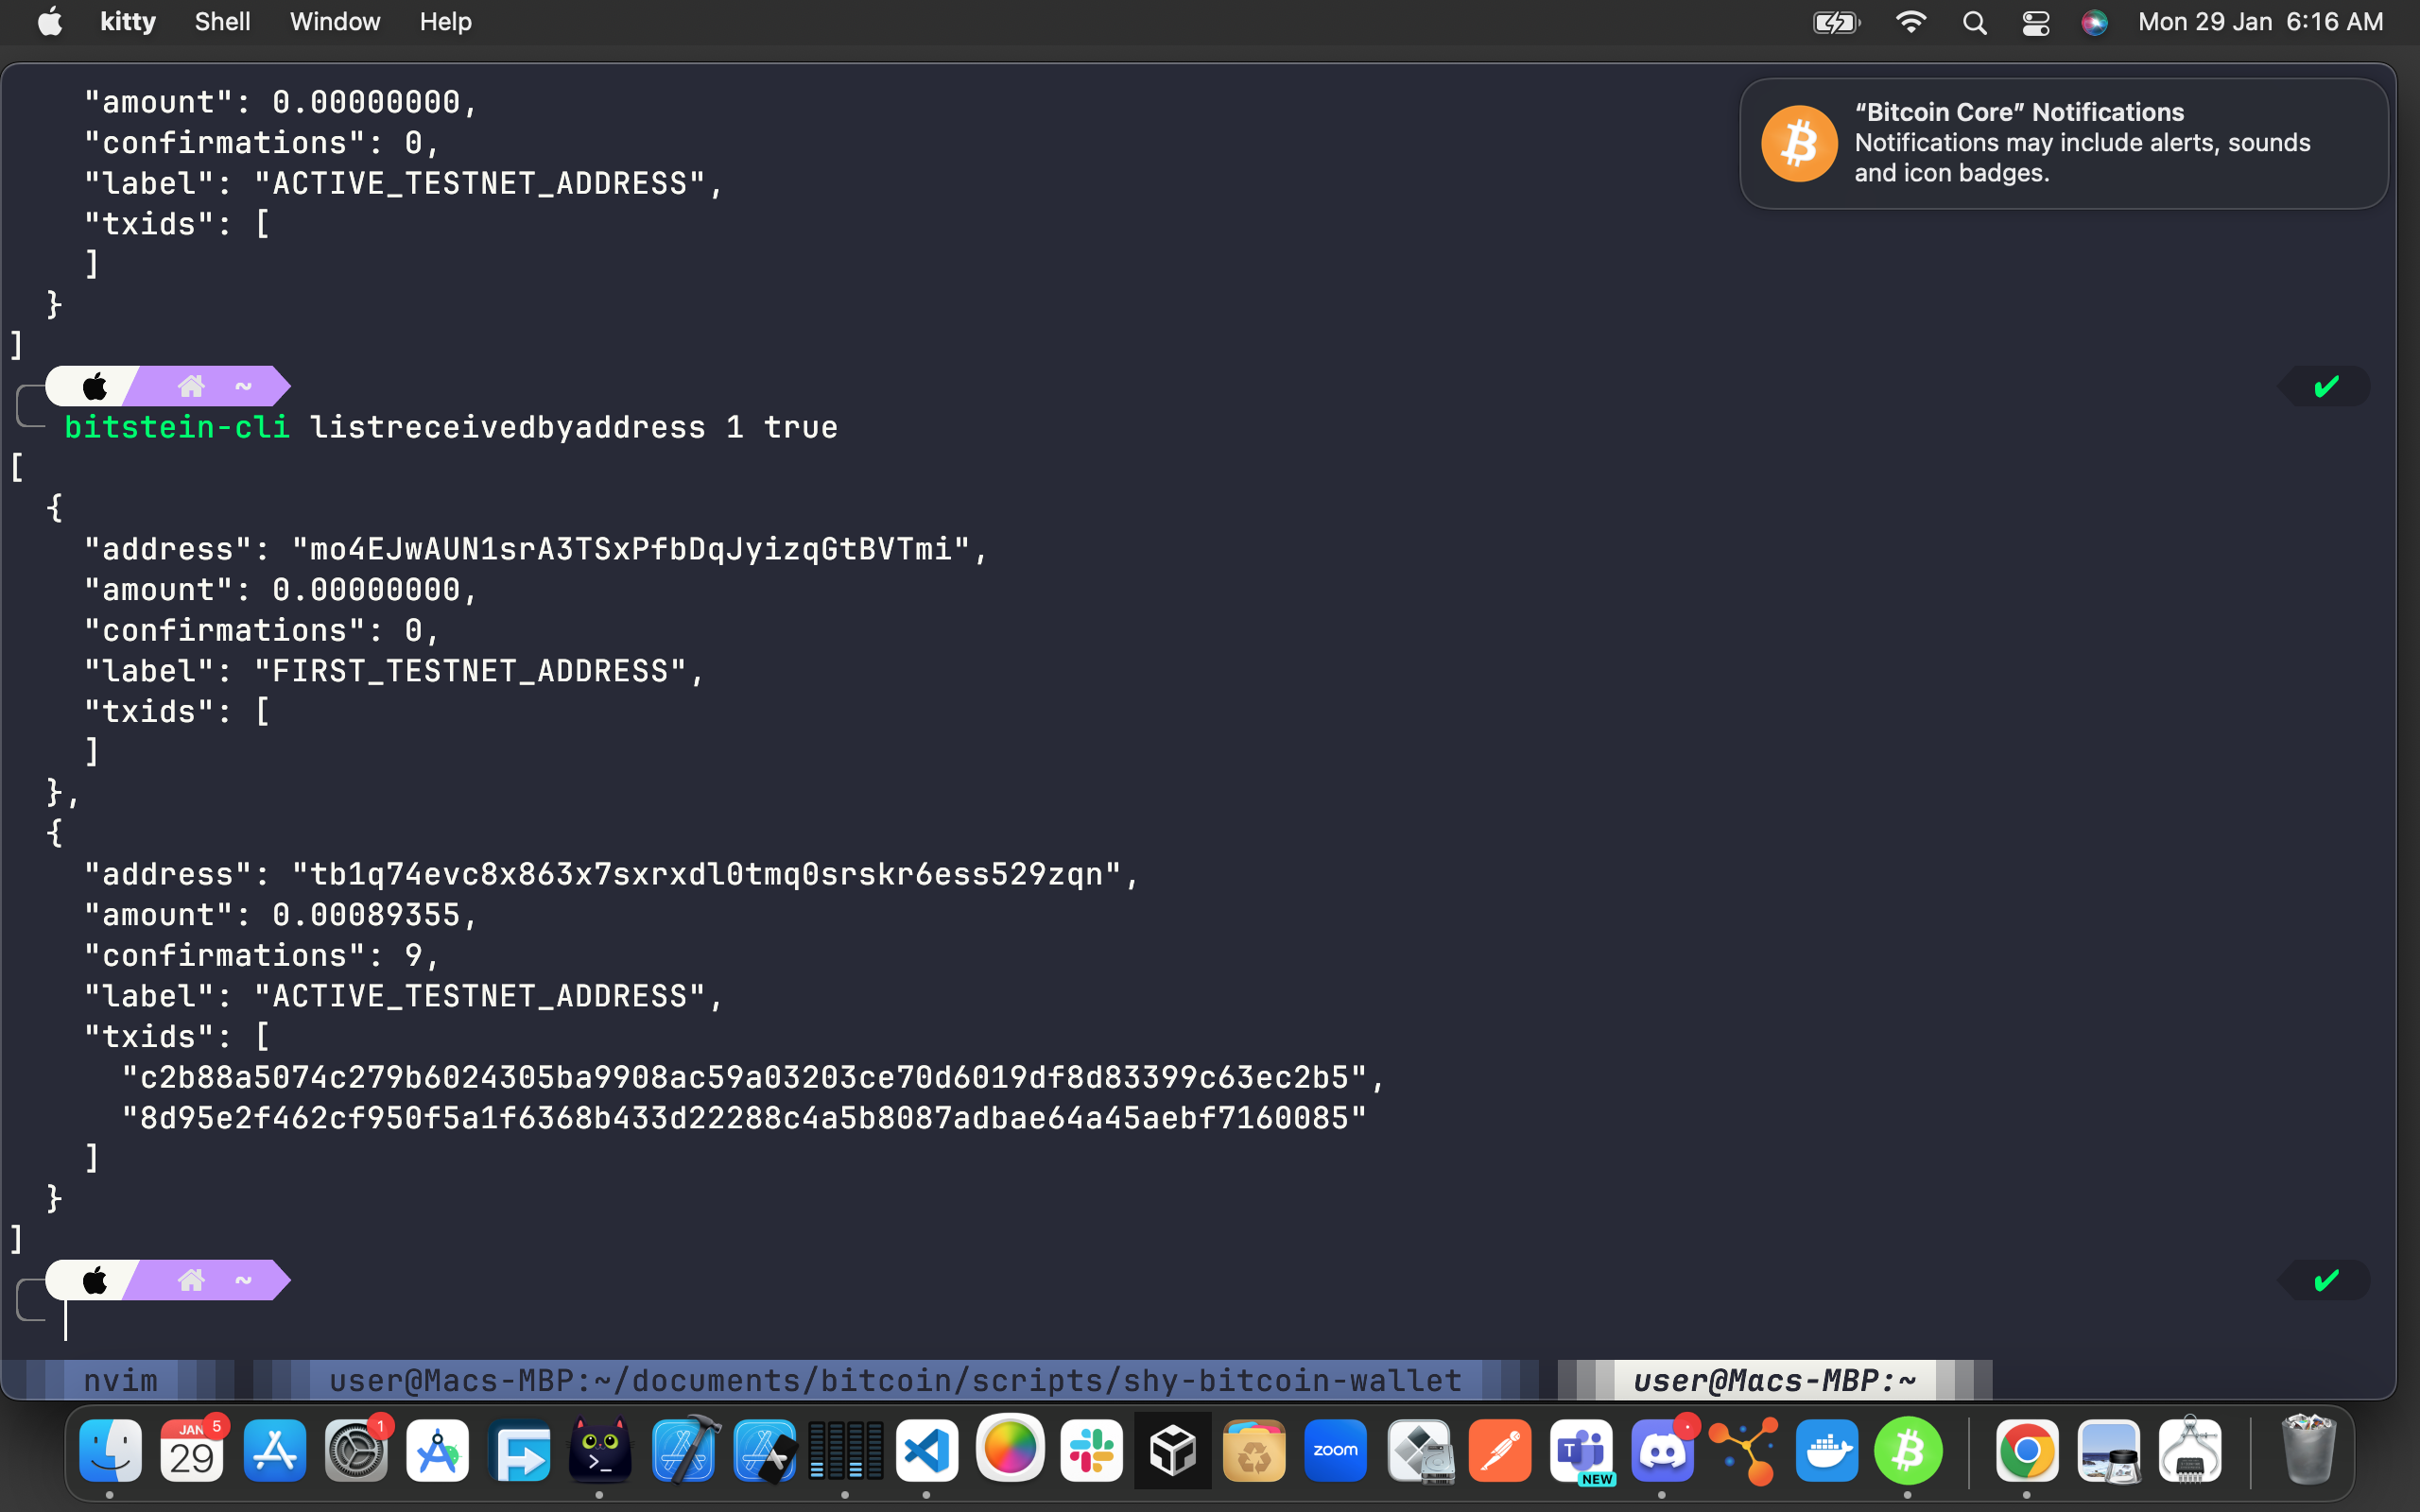 kitty Shell Window Help Mon 29 Jan 6:16 AM
“Bitcoin Core” Notifications
Notifications may include alerts, sounds
and icon badges.
"amount": 0.00000000,
"confirmations": 0,
"label": "ACTIVE_TESTNET_ADDRESS",
"txids": [
]
}
]
~ ✔
bitstein-cli listreceivedbyaddress 1 true
[
{
"address": "mo4EJwAUN1srA3TSxPfbDqJyizqGtBVTmi",
"amount": 0.00000000,
"confirmations": 0,
"label": "FIRST_TESTNET_ADDRESS",
"txids": [
]
},
{
"address": "tb1q74evc8x863x7sxrxdl0tmq0srskr6ess529zqn",
"amount": 0.00089355,
"confirmations": 9,
"label": "ACTIVE_TESTNET_ADDRESS",
"txids": [
"c2b88a5074c279b6024305ba9908ac59a03203ce70d6019df8d83399c63ec2b5",
"8d95e2f462cf950f5a1f6368b433d22288c4a5b8087adbae64a45aebf7160085"
]
}
]
~ ✔
nvim user@Macs-MBP:~/documents/bitcoin/scripts/shy-bitcoin-wallet user@Macs-MBP:~
JAN 5
29
1
>_
zoom
T
NEW